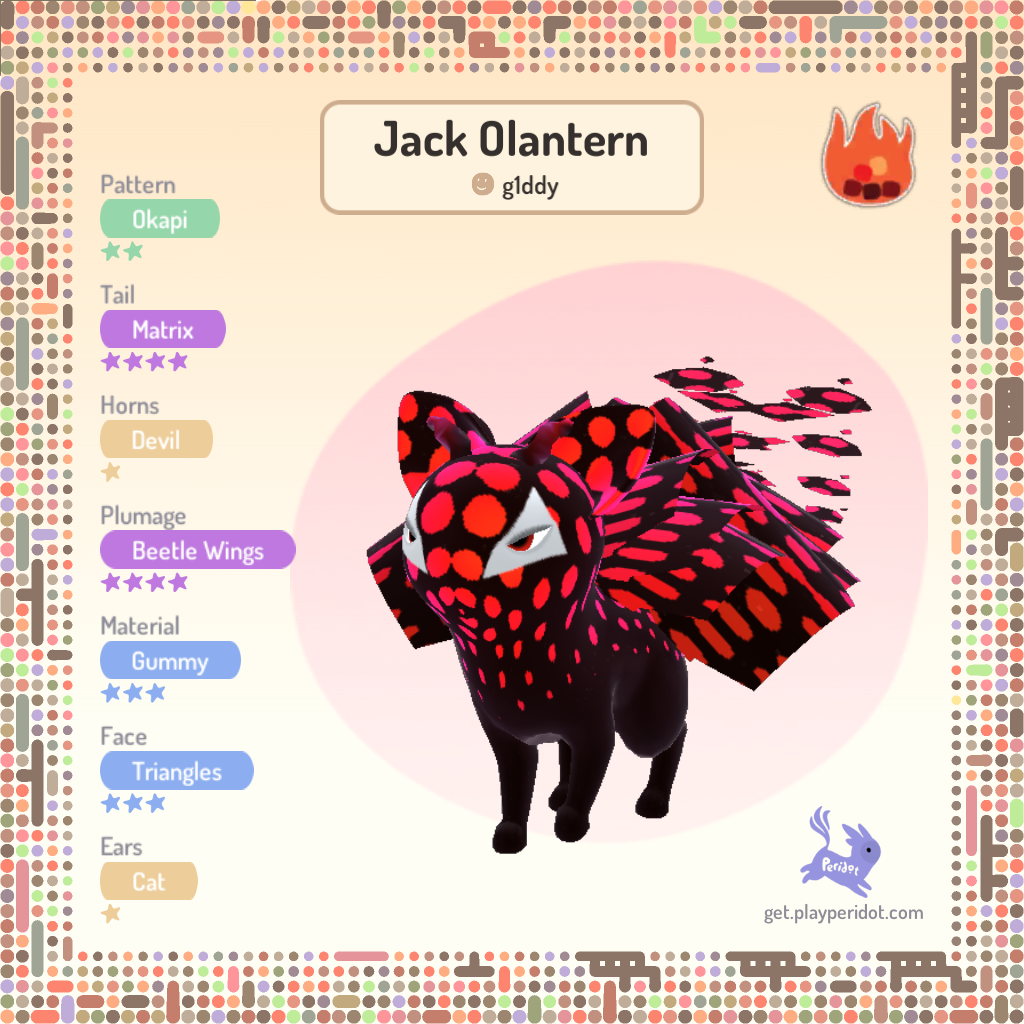 Jack Olantern
g1ddy
Pattern
Okapi
Tail
Matrix
Horns
Devil
Plumage
Beetle Wings
Material
Gummy
Face
Triangles
Ears
Cat
Peridot
get.playperidot.com